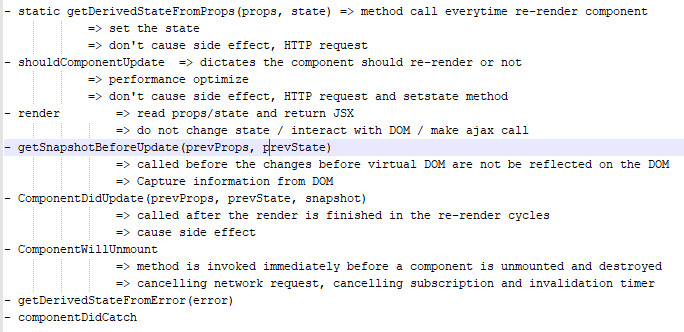 - static getDerivedStateFromProps(props, state) => method call everytime re-render component
=> set the state
=> don't cause side effect, HTTP request
- shouldComponentUpdate => dictates the component should re-render or not
=> performance optimize
=> don't cause side effect, HTTP request and setstate method
- render => read props/state and return JSX
=> do not change state / interact with DOM / make ajax call
- getSnapshotBeforeUpdate(prevProps, prevState)
=> called before the changes before virtual DOM are not be reflected on the DOM
=> Capture information from DOM
- ComponentDidUpdate(prevProps, prevState, snapshot)
=> called after the render is finished in the re-render cycles
=> cause side effect
- ComponentWillUnmount
=> method is invoked immediately before a component is unmounted and destroyed
=> cancelling network request, cancelling subscription and invalidation timer
- getDerivedStateFromError(error)
- componentDidCatch